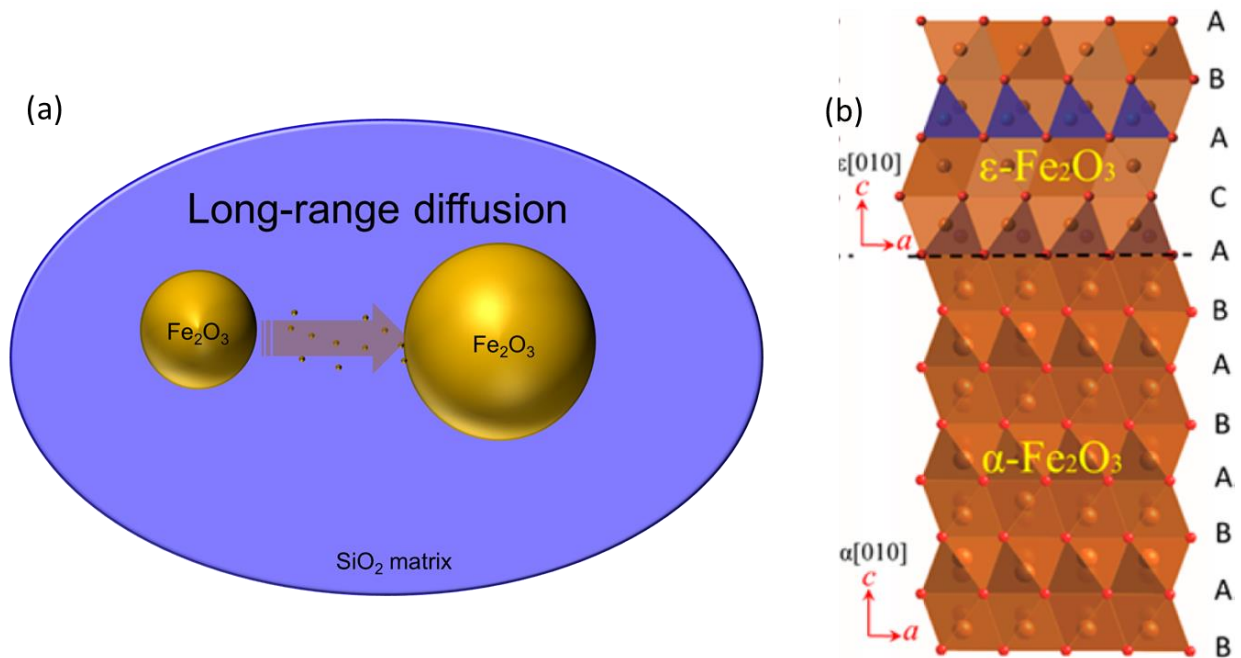 (a)
Long-range diffusion
Fe₂O₃
Fe₂O₃
SiO₂ matrix
(b)
A
B
A
ε[010]
ε-Fe₂O₃
c
C
a
A
B
A
B
α-Fe₂O₃
A
B
α[010]
c
A
a
B